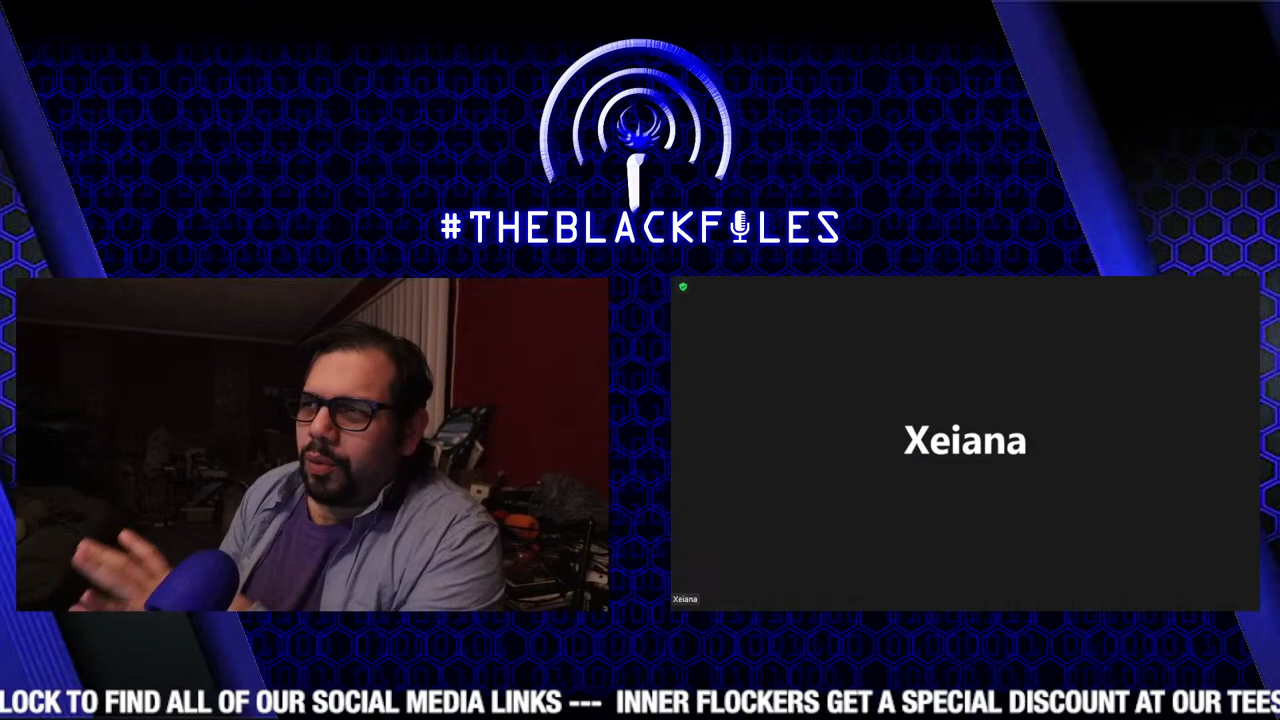 #THEBLACKFILES
Xeiana
Xeiana
LOCK TO FIND ALL OF OUR SOCIAL MEDIA LINKS --- INNER FLOCKERS GET A SPECIAL DISCOUNT AT OUR TEES